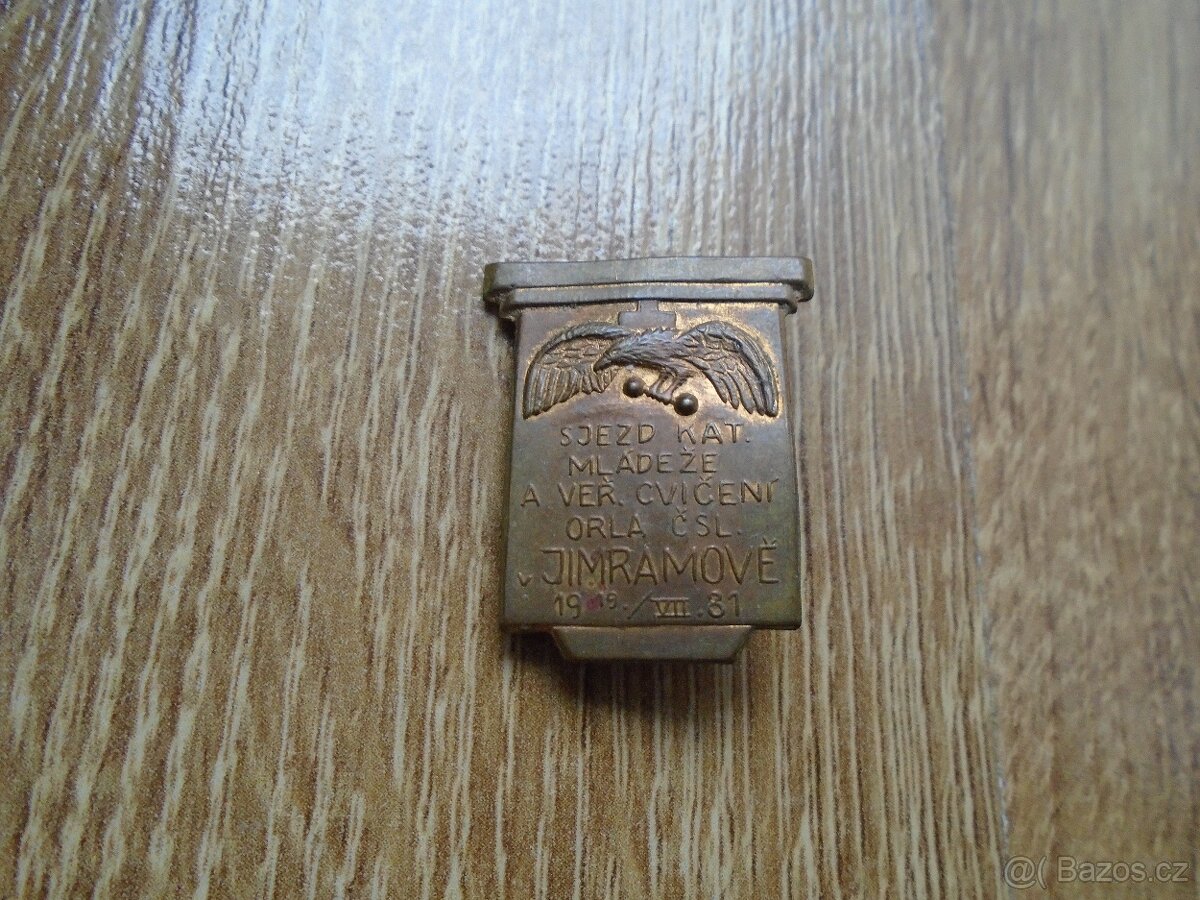 SJEZD KAT.
MLÁDEŽE
A VEŘ. CVIČENÍ
ORLA ČSL.
v JIMRAMOVĚ
19 19./VII.31
@( Bazos.cz